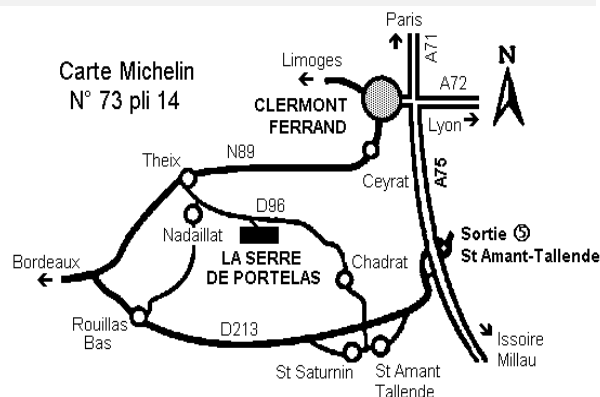 Paris
A71
Limoges
Carte Michelin
N° 73 pli 14
N
A72
CLERMONT
FERRAND
Lyon
N89
Theix
Ceyrat
A75
D96
Nadaillat
Sortie ⑤
St Amant-Tallende
LA SERRE
DE PORTELAS
Chadrat
Bordeaux
Rouillas
Bas
D213
Issoire
Millau
St Saturnin
St Amant
Tallende